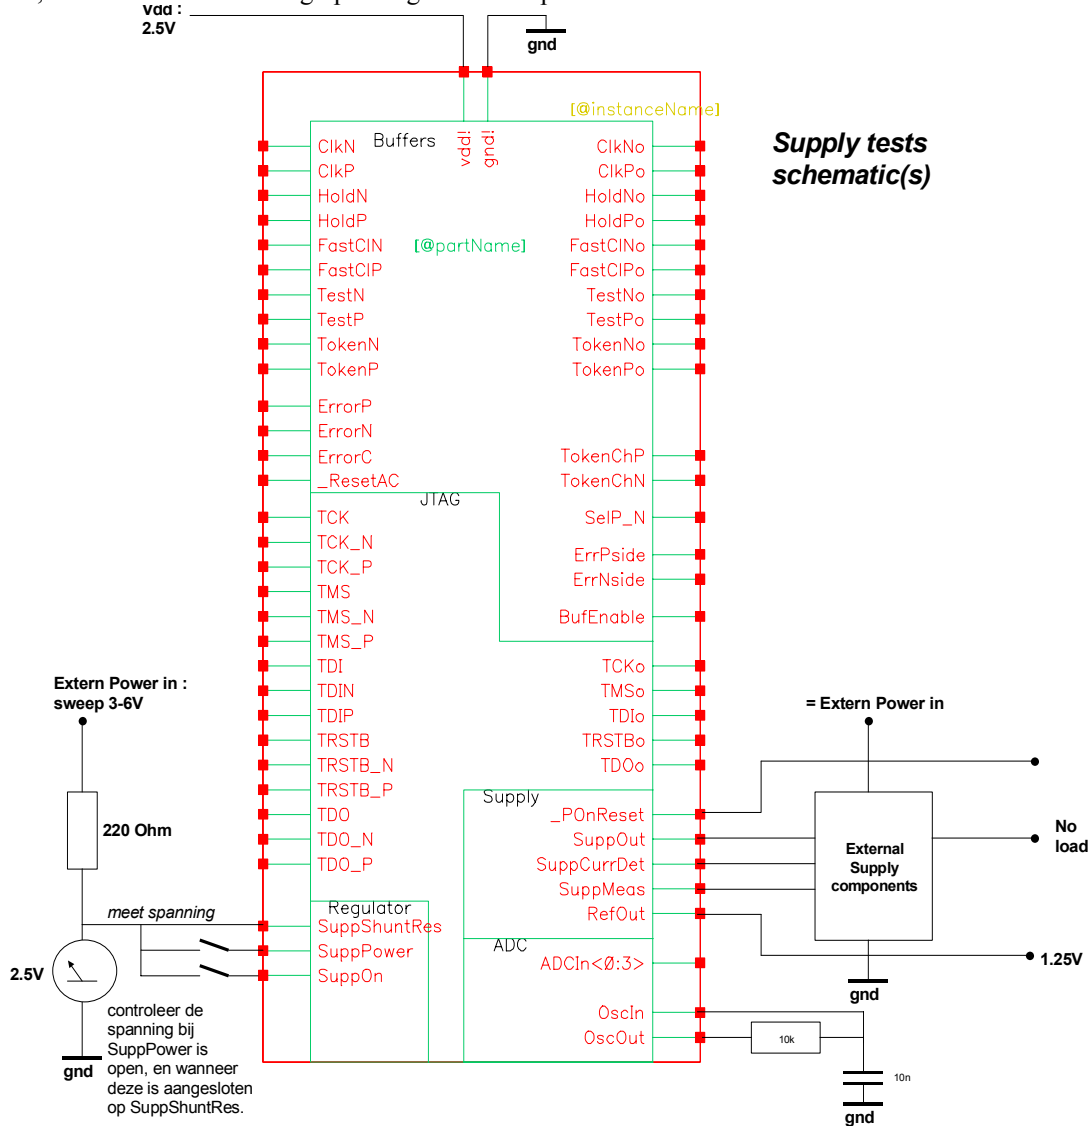 Vdd :
2.5V
gnd
[@instanceName]
Supply tests
schematic(s)
Buffers
vdd!
gnd!
[@partName]
ClkN
ClkP
HoldN
HoldP
FastClN
FastClP
TestN
TestP
TokenN
TokenP
ErrorP
ErrorN
ErrorC
_ResetAC
JTAG
TCK
TCK_N
TCK_P
TMS
TMS_N
TMS_P
TDI
TDIN
TDIP
TRSTB
TRSTB_N
TRSTB_P
TDO
TDO_N
TDO_P
Regulator
SuppShuntRes
SuppPower
SuppOn
ClkNo
ClkPo
HoldNo
HoldPo
FastClNo
FastClPo
TestNo
TestPo
TokenNo
TokenPo
TokenChP
TokenChN
SelP_N
ErrPside
ErrNside
BufEnable
TCKo
TMSo
TDIo
TRSTBo
TDOo
Supply
_POnReset
SuppOut
SuppCurrDet
SuppMeas
RefOut
ADC
ADCIn<0:3>
OscIn
OscOut
Extern Power in :
sweep 3-6V
220 Ohm
meet spanning
2.5V
gnd
controleer de
spanning bij
SuppPower is
open, en wanneer
deze is aangesloten
op SuppShuntRes.
= Extern Power in
External
Supply
components
No
load
1.25V
gnd
10k
10n
gnd